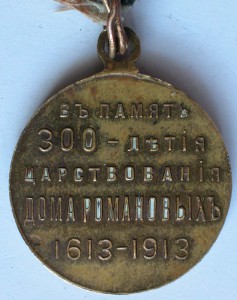 ВЪ ПАМЯТЬ
300-ЛѢТІЯ
ЦАРСТВОВАНІЯ
ДОМА РОМАНОВЫХЪ
1613-1913